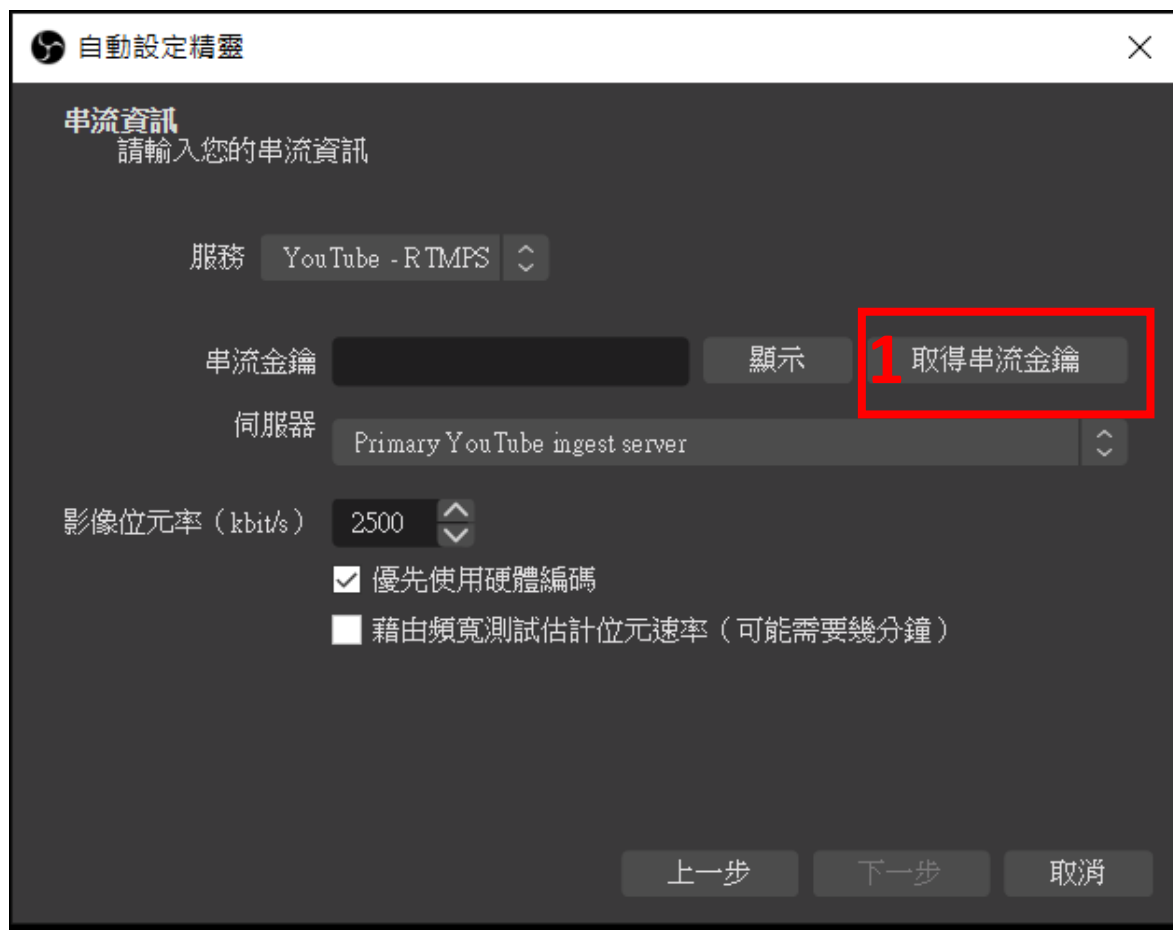 自動設定精靈
串流資訊
請輸入您的串流資訊
服務 YouTube - RTMPS
串流金鑰 顯示 1 取得串流金鑰
伺服器 Primary YouTube ingest server
影像位元率（kbit/s） 2500
優先使用硬體編碼
藉由頻寬測試估計位元速率（可能需要幾分鐘）
上一步 下一步 取消